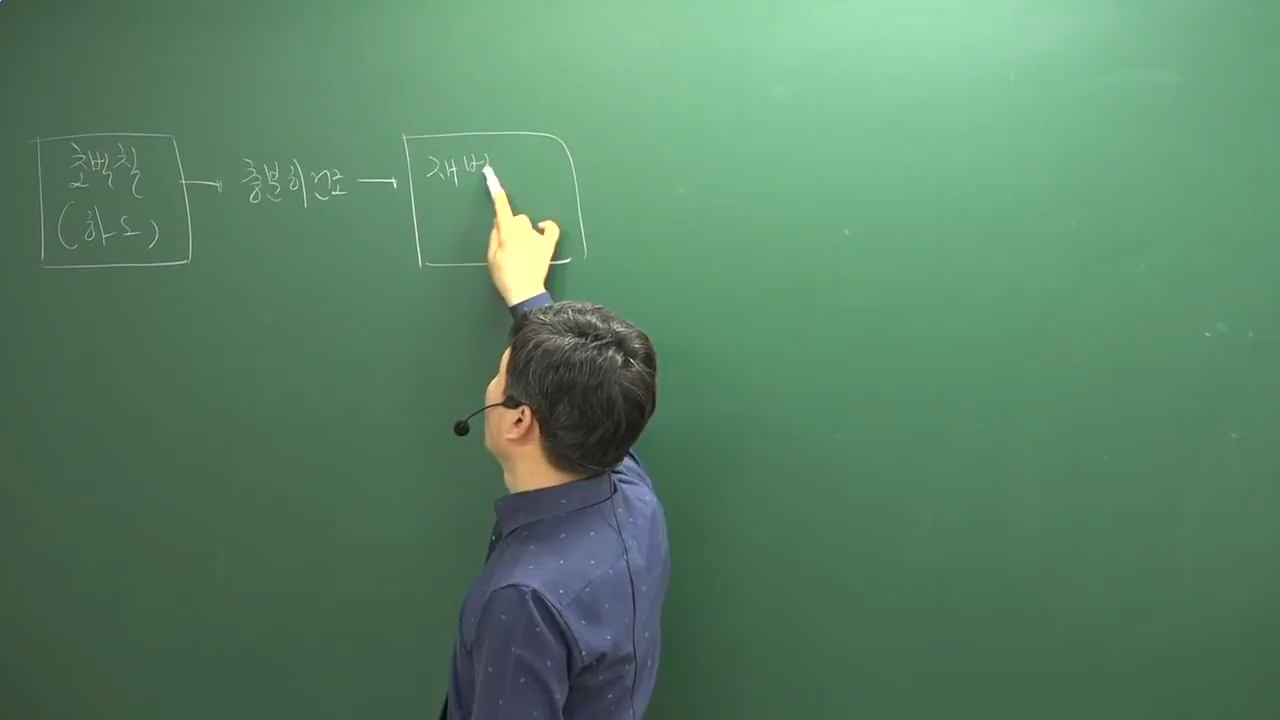 초벌칠
(하도)
→ 충분히 건조 →
재벌